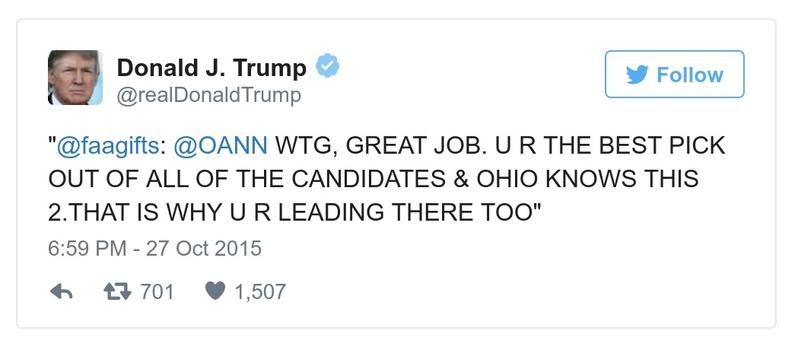 Donald J. Trump
Follow
@realDonaldTrump
"@faagifts: @OANN WTG, GREAT JOB. U R THE BEST PICK
OUT OF ALL OF THE CANDIDATES & OHIO KNOWS THIS
2.THAT IS WHY U R LEADING THERE TOO"
6:59 PM - 27 Oct 2015
701 1,507